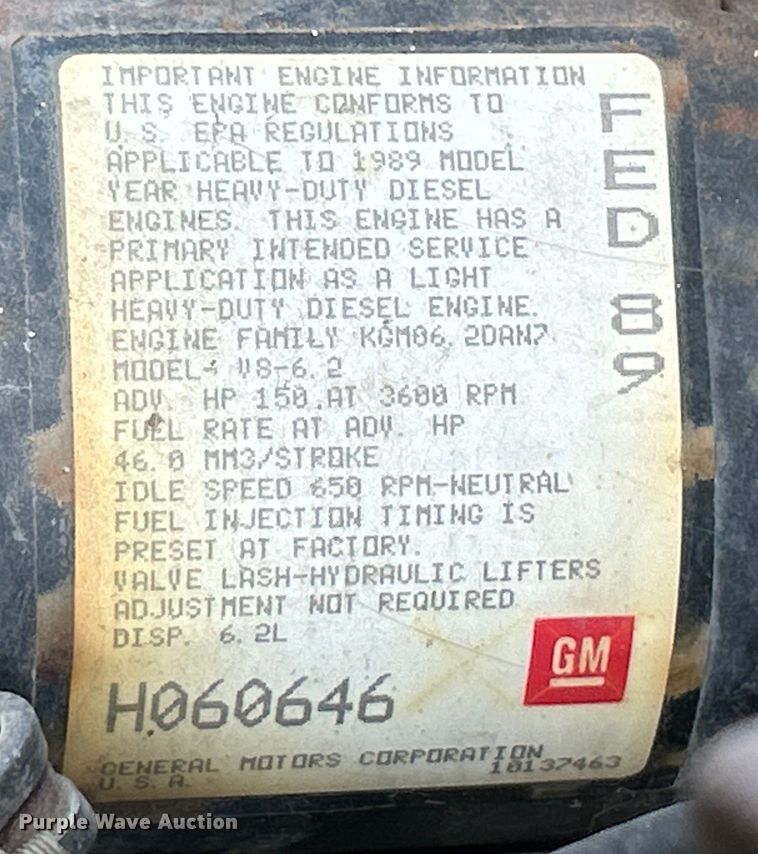 IMPORTANT ENGINE INFORMATION
THIS ENGINE CONFORMS TO
U.S. EPA REGULATIONS
APPLICABLE TO 1989 MODEL
YEAR HEAVY-DUTY DIESEL
ENGINES. THIS ENGINE HAS A
PRIMARY INTENDED SERVICE
APPLICATION AS A LIGHT
HEAVY-DUTY DIESEL ENGINE.
ENGINE FAMILY KGM06.2DAN7
MODEL- V8-6.2
ADV. HP 150 AT 3600 RPM
FUEL RATE AT ADV. HP
46.0 MM3/STROKE
IDLE SPEED 650 RPM-NEUTRAL
FUEL INJECTION TIMING IS
PRESET AT FACTORY.
VALVE LASH-HYDRAULIC LIFTERS
ADJUSTMENT NOT REQUIRED
DISP. 6.2L
FED 89
GM
H060646
GENERAL MOTORS CORPORATION
U.S.A. 10137463
Purple Wave Auction